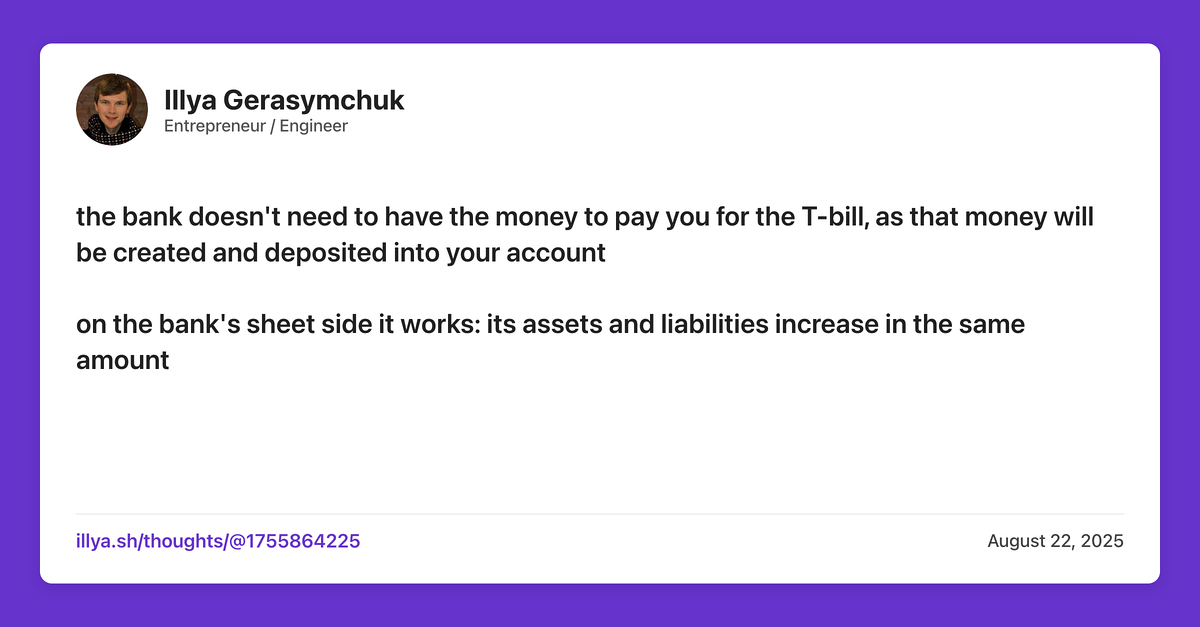 Illya Gerasymchuk
Entrepreneur / Engineer
the bank doesn't need to have the money to pay you for the T-bill, as that money will
be created and deposited into your account
on the bank's sheet side it works: its assets and liabilities increase in the same
amount
illya.sh/thoughts/@1755864225
August 22, 2025